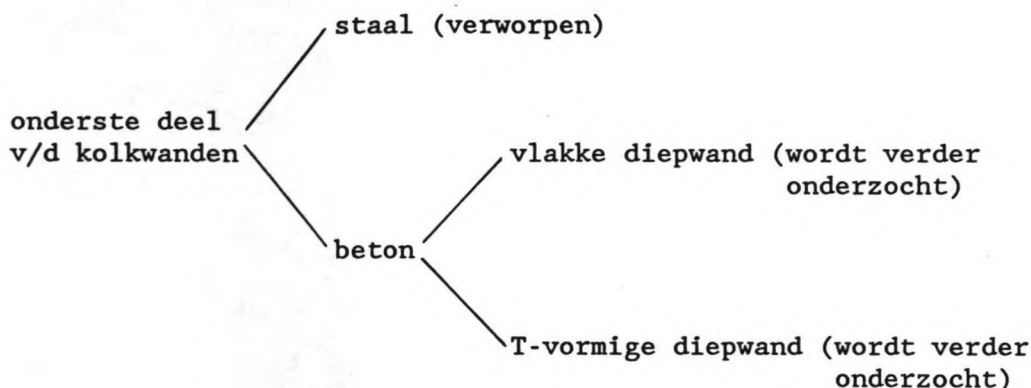 staal (verworpen)
onderste deel
v/d kolkwanden
vlakke diepwand (wordt verder
onderzocht)
beton
T-vormige diepwand (wordt verder
onderzocht)